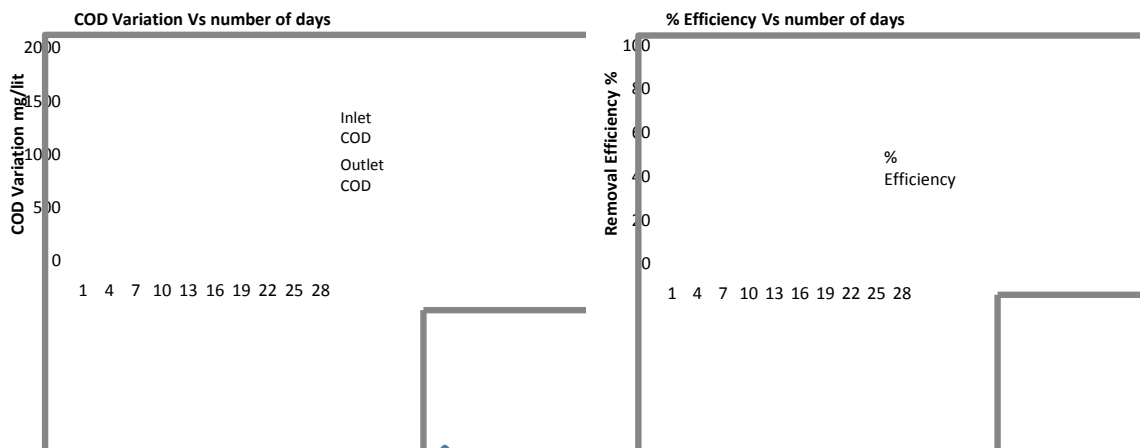 COD Variation Vs number of days
COD Variation mg/lit
2000
1500
1000
500
0
1 4 7 10 13 16 19 22 25 28
Inlet
COD
Outlet
COD
% Efficiency Vs number of days
Removal Efficiency %
100
80
60
40
20
0
1 4 7 10 13 16 19 22 25 28
%
Efficiency